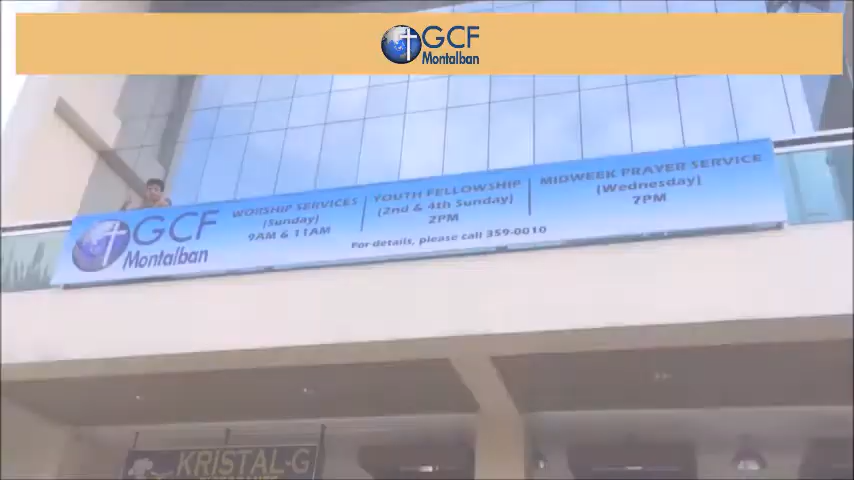 GCF
Montalban
GCF
Montalban
WORSHIP SERVICES
(Sunday)
9AM & 11AM
YOUTH FELLOWSHIP
(2nd & 4th Sunday)
2PM
MIDWEEK PRAYER SERVICE
(Wednesday)
7PM
For details, please call 359-0010
KRISTAL-G